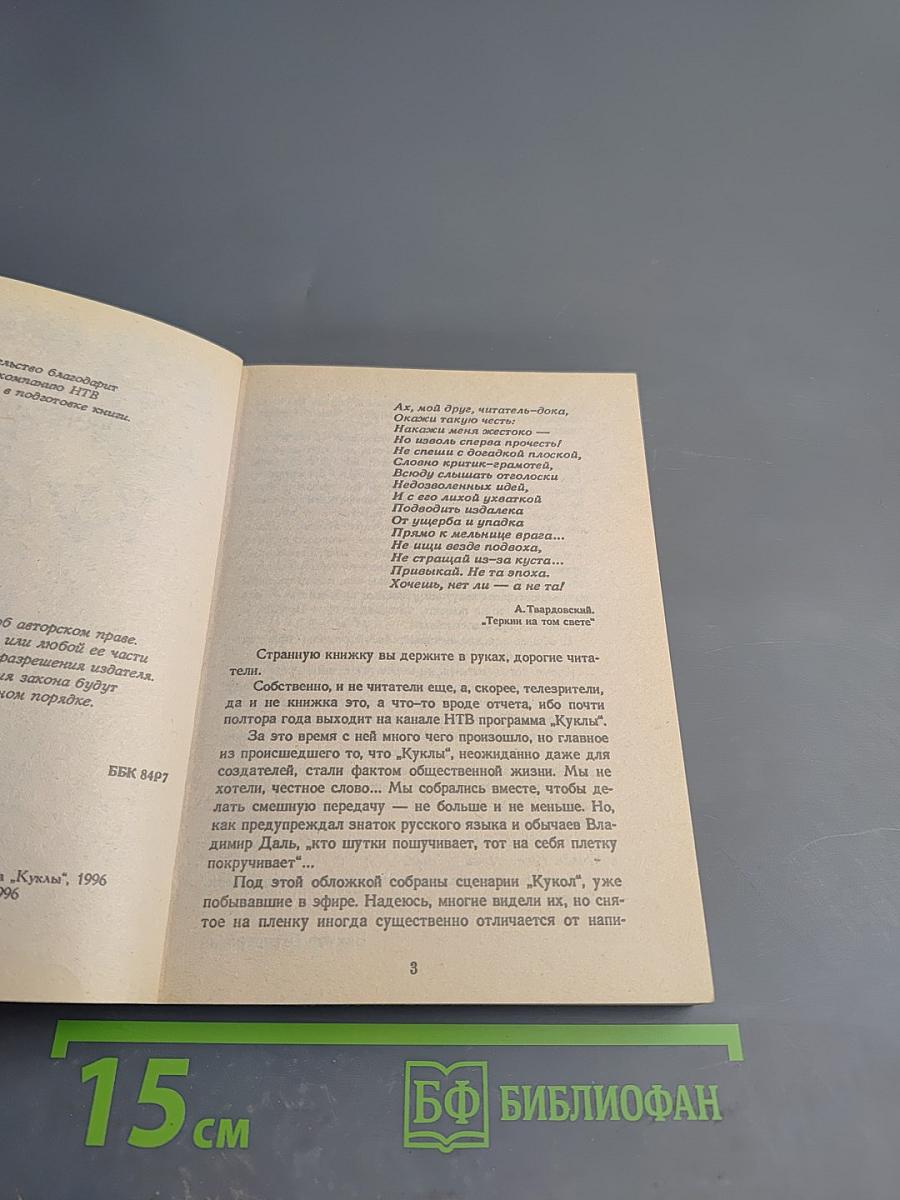 ельство благодарит
компанию НТВ
в подготовке книги.
об авторском праве.
или любой ее части
разрешения издателя.
ия закона будут
ном порядке.
ББК 84Р7
а „Куклы“, 1996
996
Ах, мой друг, читатель-дока,
Окажи такую честь:
Накажи меня жестоко —
Но изволь сперва прочесть!
Не спеши с догадкой плоской,
Словно критик-грамотей,
Всюду слышать отголоски
Недозволенных идей,
И с его лихой ухваткой
Подводить издалека
От ущерба и упадка
Прямо к мельнице врага...
Не ищи везде подвоха,
Не стращай из-за куста...
Привыкай. Не та эпоха.
Хочешь, нет ли — а не та!
А.Твардовский.
„Теркин на том свете“
Странную книжку вы держите в руках, дорогие чита-
тели.
Собственно, и не читатели еще, а, скорее, телезрители,
да и не книжка это, а что-то вроде отчета, ибо почти
полтора года выходит на канале НТВ программа „Куклы“.
За это время с ней много чего произошло, но главное
из происшедшего то, что „Куклы“, неожиданно даже для
создателей, стали фактом общественной жизни. Мы не
хотели, честное слово... Мы собрались вместе, чтобы де-
лать смешную передачу — не больше и не меньше. Но,
как предупреждал знаток русского языка и обычаев Вла-
димир Даль, „кто шутки пошучивает, тот на себя плетку
покручивает“...
Под этой обложкой собраны сценарии „Кукол“, уже
побывавшие в эфире. Надеюсь, многие видели их, но сня-
тое на пленку иногда существенно отличается от напи-
3
15 см
БФ БИБЛИОФАН